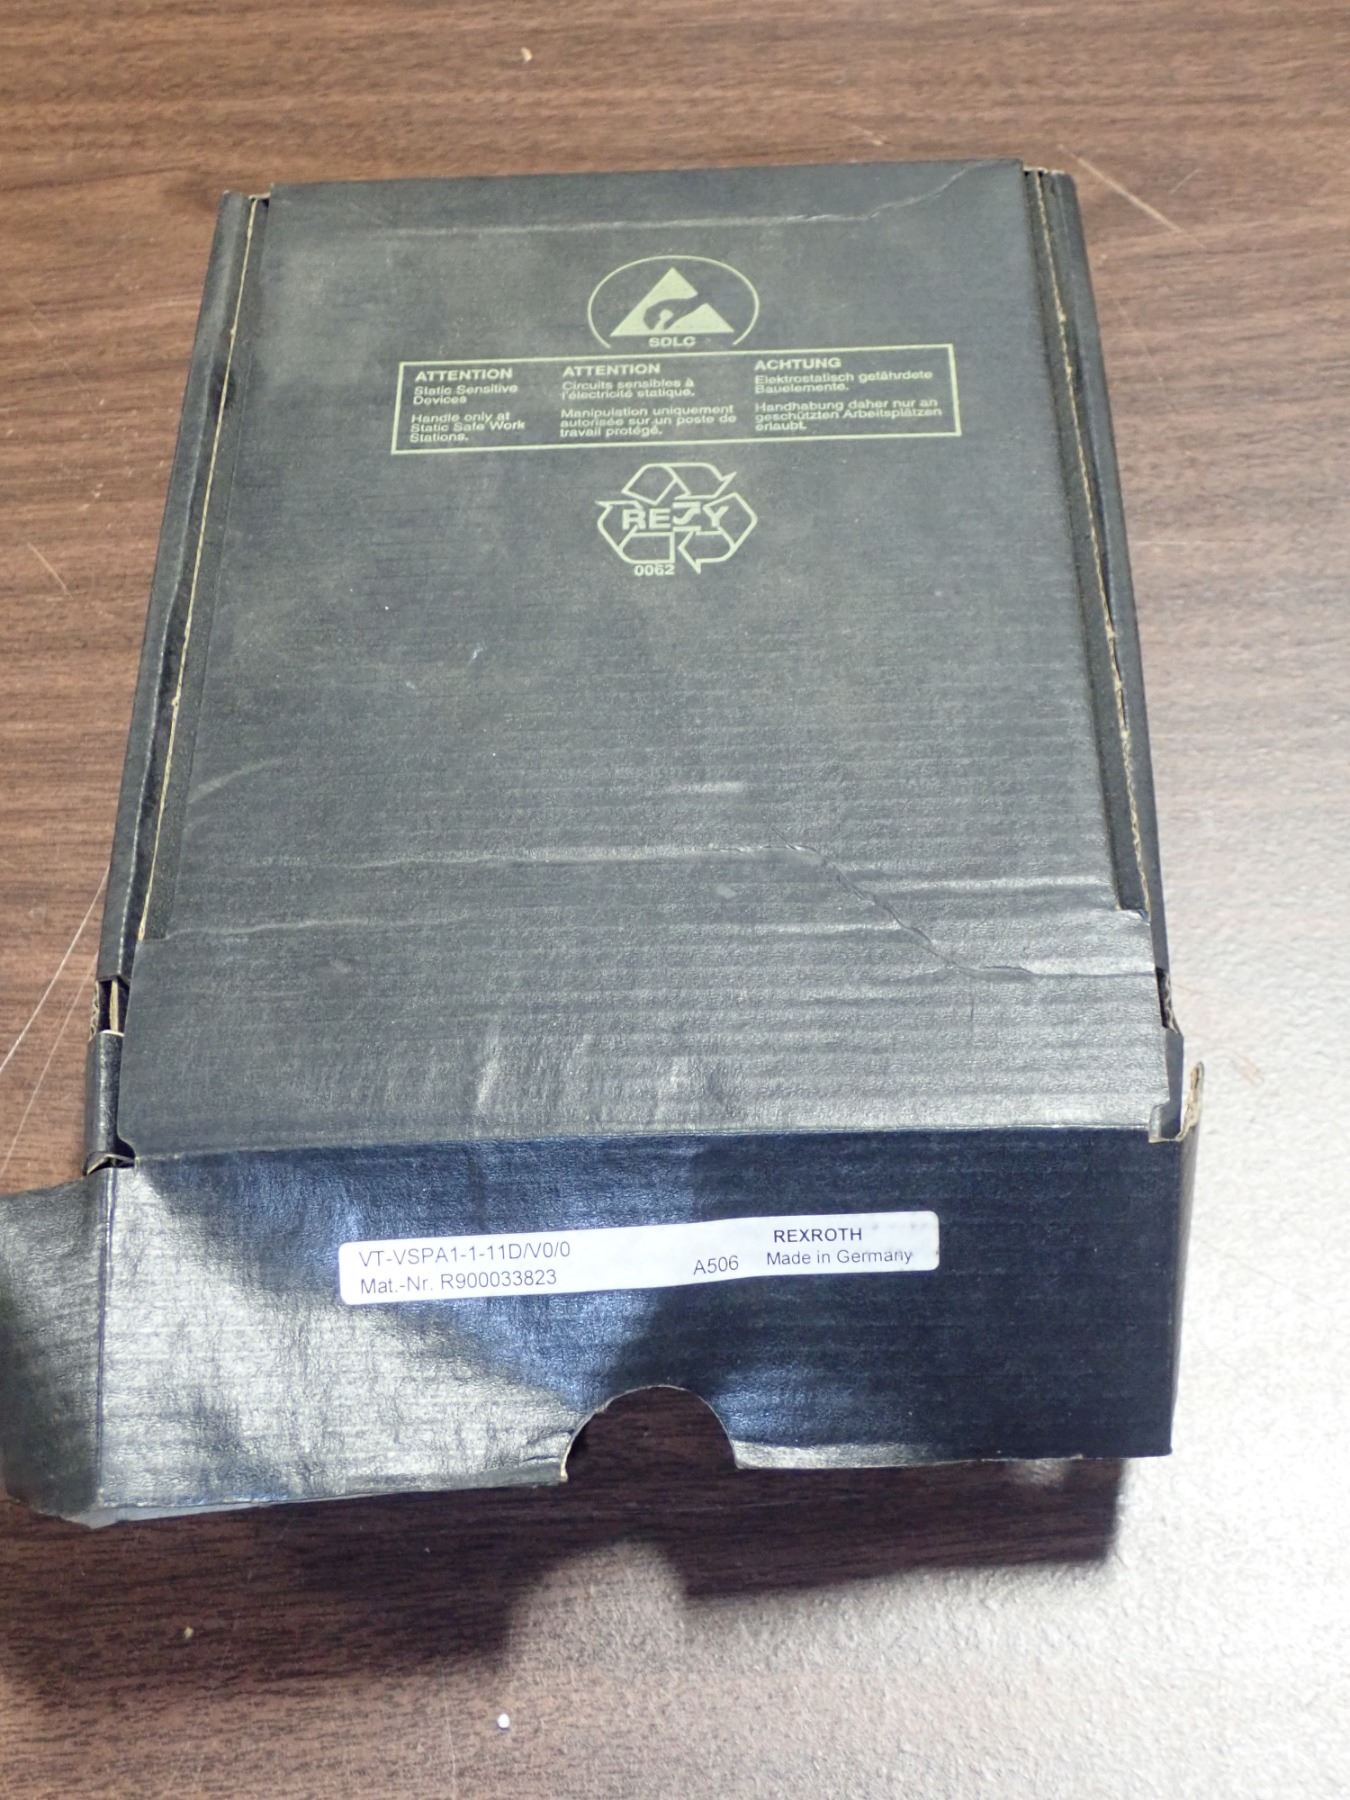 SDLC
ATTENTION
Static Sensitive
Devices
Handle only at
Static Safe Work
Stations.
ATTENTION
Circuits sensibles à
l'électricité statique.
Manipulation uniquement
autorisée sur un poste de
travail protégé.
ACHTUNG
Elektrostatisch gefährdete
Bauelemente.
Handhabung daher nur an
geschützten Arbeitsplätzen
erlaubt.
RESY
0062
VT-VSPA1-1-11D/V0/0
Mat.-Nr. R900033823
A506
REXROTH
Made in Germany